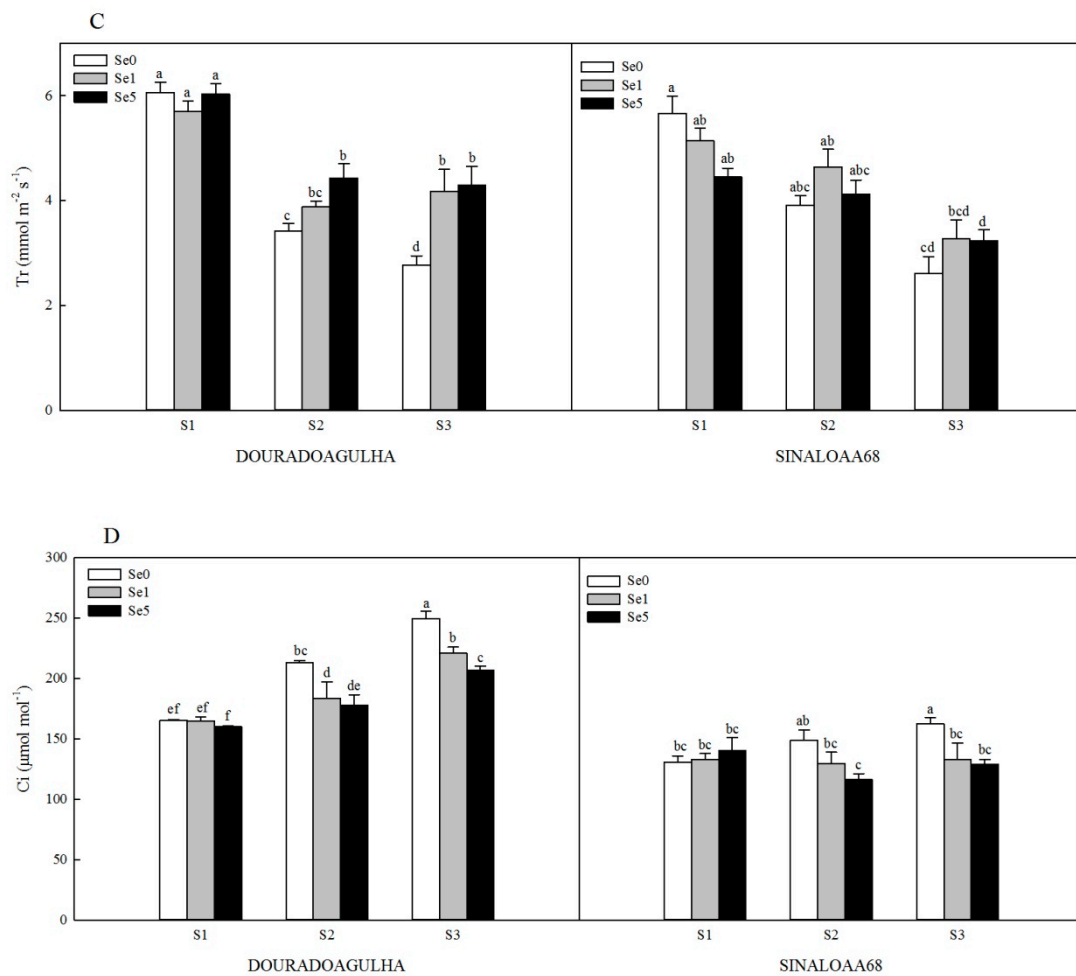 C
Tr (mmol m⁻² s⁻¹)
6
4
2
0
Se0
Se1
Se5
a
a
a
c
bc
b
d
b
b
S1
S2
S3
DOURADOAGULHA
Se0
Se1
Se5
a
ab
ab
abc
ab
abc
cd
bcd
d
S1
S2
S3
SINALOAA68
D
Ci (μmol mol⁻¹)
300
250
200
150
100
50
0
Se0
Se1
Se5
ef
ef
f
bc
d
de
a
b
c
S1
S2
S3
DOURADOAGULHA
Se0
Se1
Se5
bc
bc
bc
ab
bc
c
a
bc
bc
S1
S2
S3
SINALOAA68